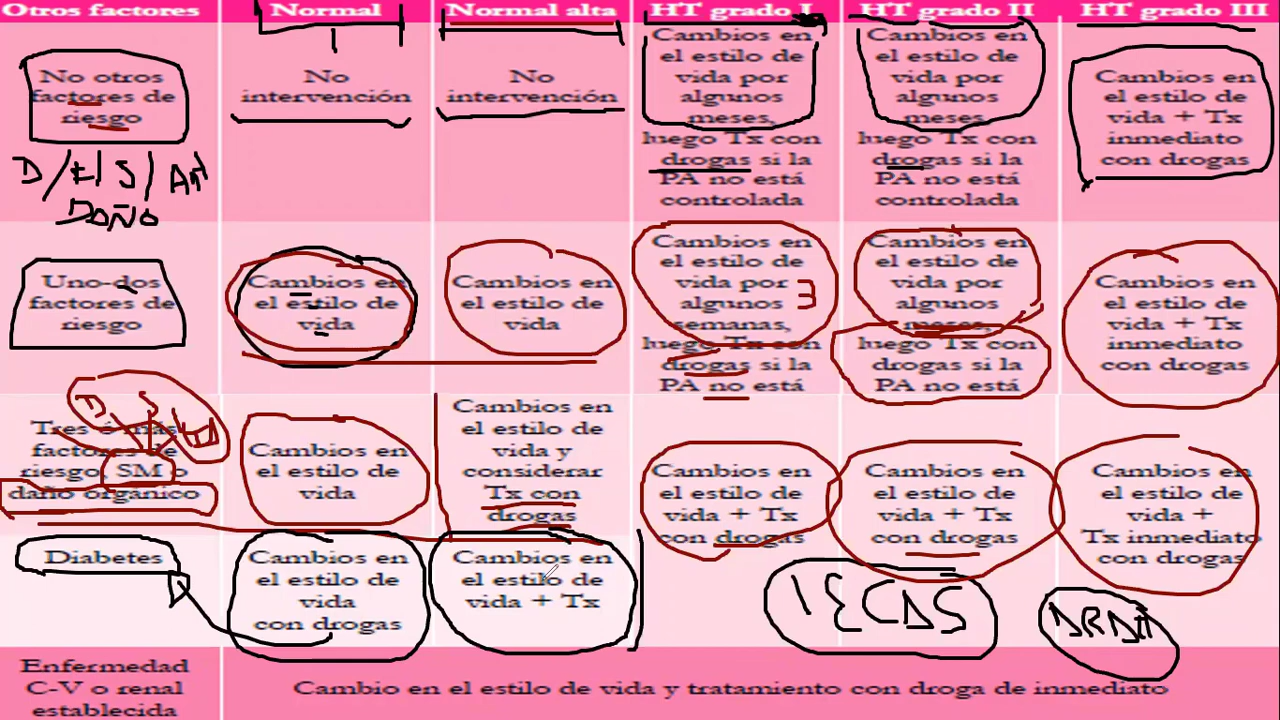 Otros factores
Normal
Normal alta
HT grado I
HT grado II
HT grado III
No otros
factores de
riesgo
No
intervención
No
intervención
Cambios en
el estilo de
vida por
algunos
meses,
luego Tx con
drogas si la
PA no está
controlada
Cambios en
el estilo de
vida por
algunos
meses,
luego Tx con
drogas si la
PA no está
controlada
Cambios en
el estilo de
vida + Tx
inmediato
con drogas
DAÑO
Uno-dos
factores de
riesgo
Cambios en
el estilo de
vida
Cambios en
el estilo de
vida
Cambios en
el estilo de
vida por
algunos 3
semanas,
luego Tx con
drogas si la
PA no está
Cambios en
el estilo de
vida por
algunos
meses,
luego Tx con
drogas si la
PA no está
Cambios en
el estilo de
vida + Tx
inmediato
con drogas
Tres ó más
factores de
riesgo SM o
daño orgánico
Cambios en
el estilo de
vida
Cambios en
el estilo de
vida y
considerar
Tx con
drogas
Cambios en
el estilo de
vida + Tx
con drogas
Cambios en
el estilo de
vida + Tx
con drogas
Cambios en
el estilo de
vida +
Tx inmediato
con drogas
Diabetes
Cambios en
el estilo de
vida
con drogas
Cambios en
el estilo de
vida + Tx
IECAS
Enfermedad
C-V o renal
establecida
Cambio en el estilo de vida y tratamiento con droga de inmediato